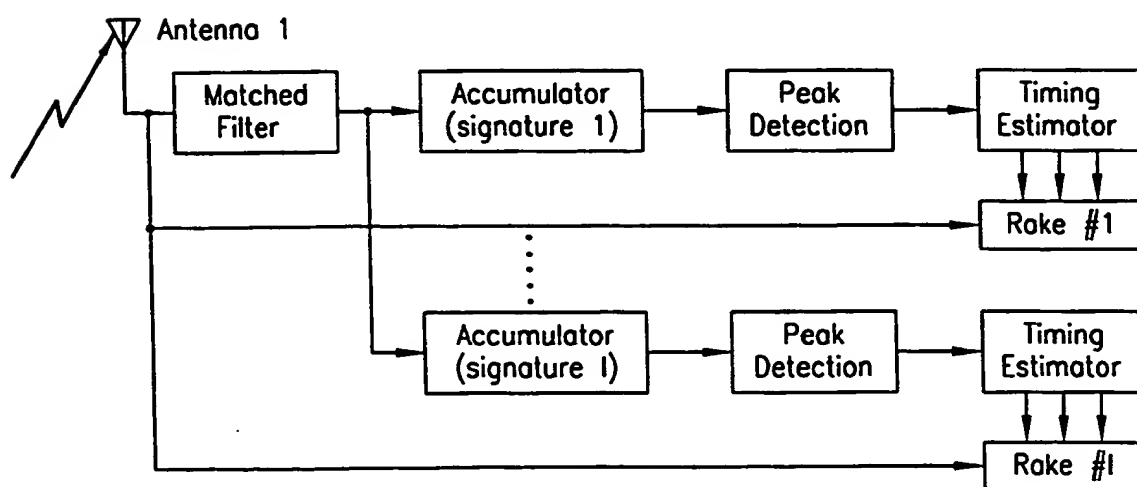 Antenna 1
Matched
Filter
Accumulator
(signature 1)
Peak
Detection
Timing
Estimator
Rake #1
Accumulator
(signature I)
Peak
Detection
Timing
Estimator
Rake #I